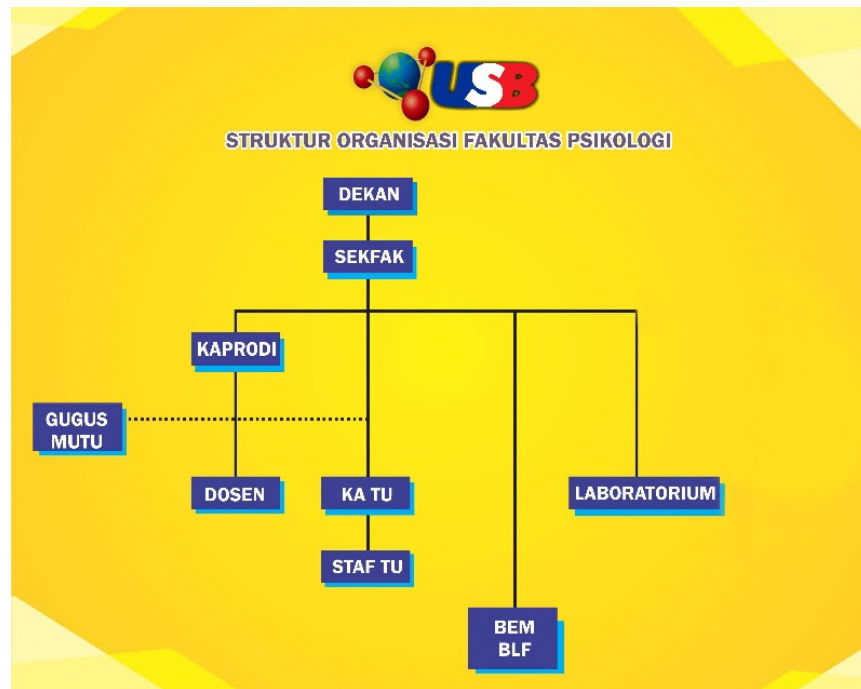 USB
STRUKTUR ORGANISASI FAKULTAS PSIKOLOGI
DEKAN
SEKFAK
KAPRODI
GUGUS
MUTU
DOSEN
KA TU
LABORATORIUM
STAF TU
BEM
BLF